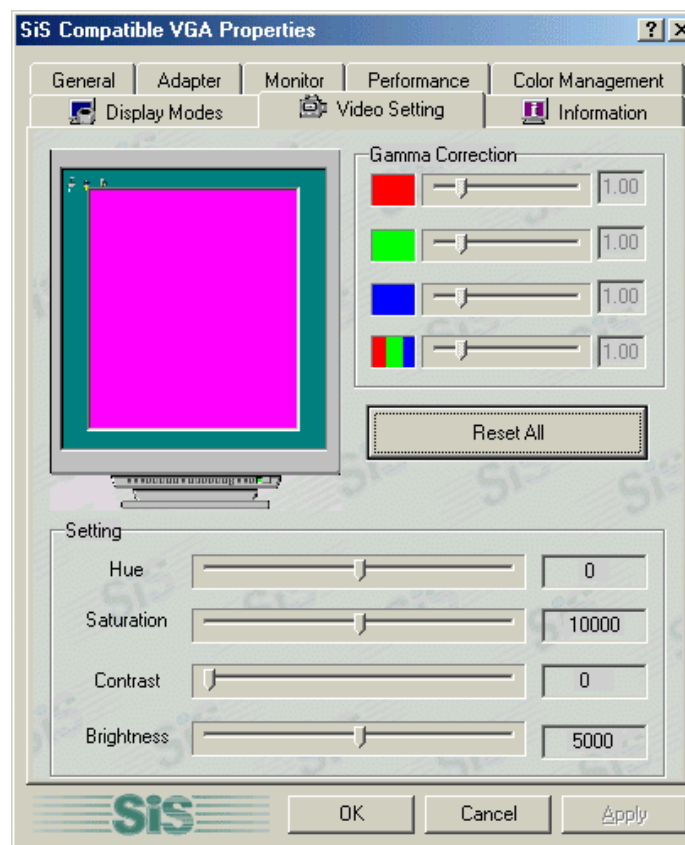 SiS Compatible VGA Properties
General Adapter Monitor Performance Color Management
Display Modes Video Setting Information
Gamma Correction
1.00
1.00
1.00
1.00
Reset All
Setting
Hue 0
Saturation 10000
Contrast 0
Brightness 5000
SiS OK Cancel Apply